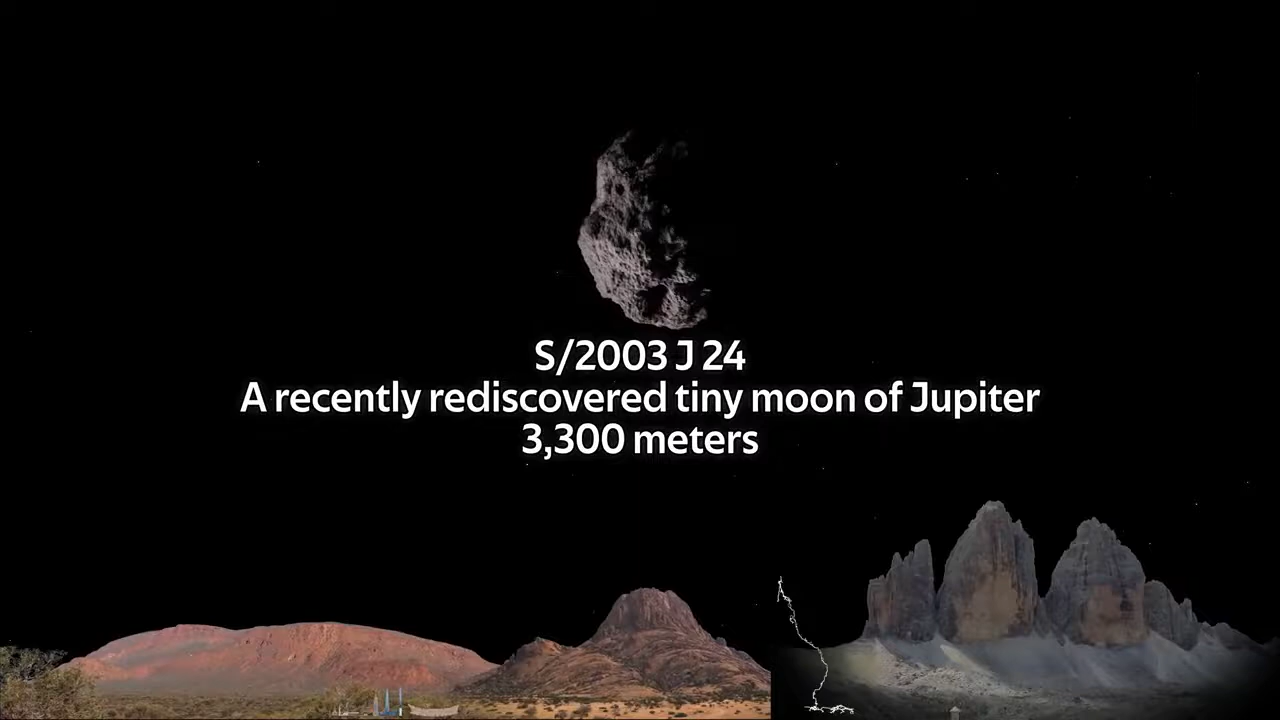 S/2003 J 24
A recently rediscovered tiny moon of Jupiter
3,300 meters